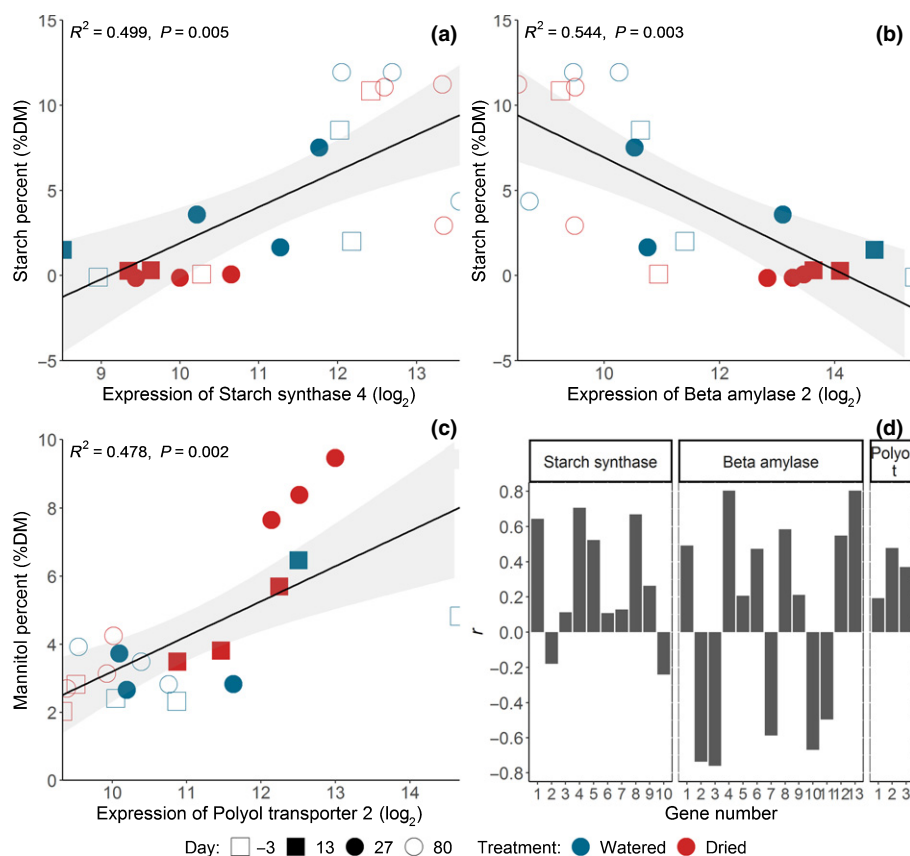 R² = 0.499, P = 0.005
(a)
15
10
5
0
−5
Starch percent (%DM)
9 10 11 12 13
Expression of Starch synthase 4 (log₂)
R² = 0.544, P = 0.003
(b)
15
10
5
0
−5
Starch percent (%DM)
10 12 14
Expression of Beta amylase 2 (log₂)
R² = 0.478, P = 0.002
(c)
10
8
6
4
2
0
Mannitol percent (%DM)
10 11 12 13 14
Expression of Polyol transporter 2 (log₂)
(d)
Starch synthase Beta amylase Polyo
t
0.8
0.6
0.4
0.2
0.0
−0.2
−0.4
−0.6
−0.8
r
1 2 3 4 5 6 7 8 9 10 1 2 3 4 5 6 7 8 9 10 11 12 13 1 2 3
Gene number
Day: −3 13 27 80 Treatment: Watered Dried